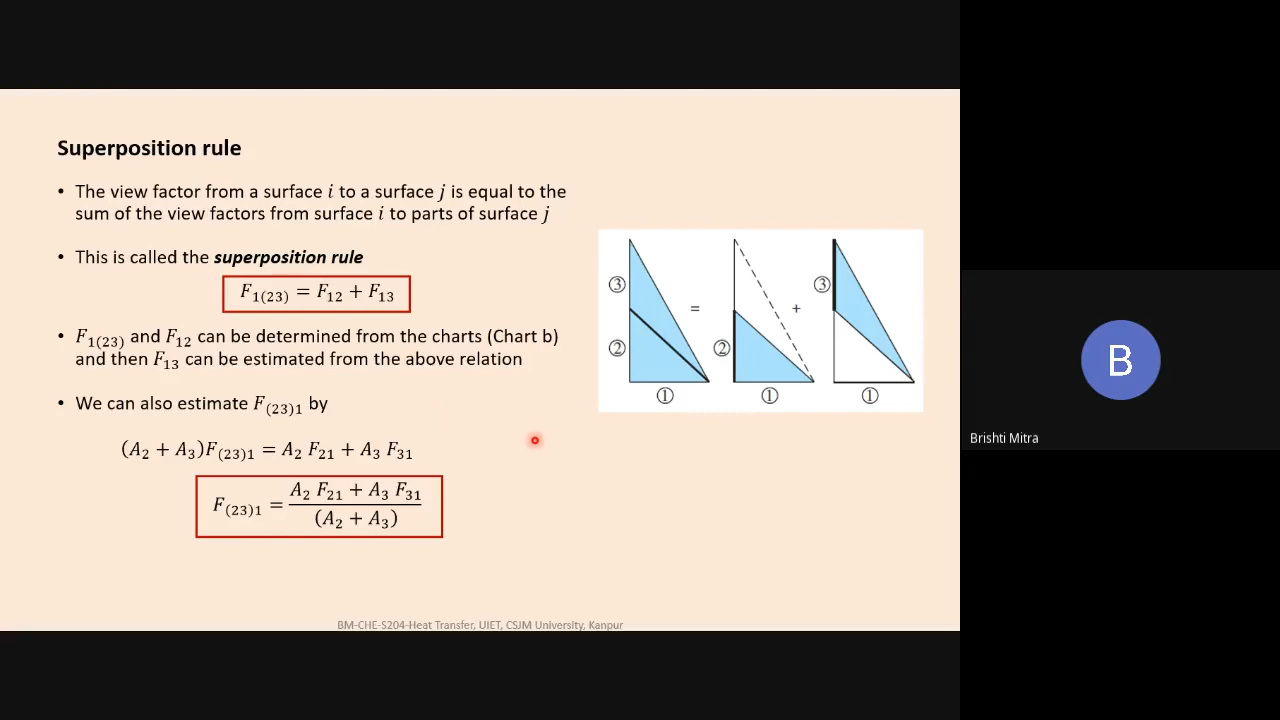 Superposition rule
• The view factor from a surface i to a surface j is equal to the
sum of the view factors from surface i to parts of surface j
• This is called the superposition rule
F₁₍₂₃₎ = F₁₂ + F₁₃
• F₁₍₂₃₎ and F₁₂ can be determined from the charts (Chart b)
and then F₁₃ can be estimated from the above relation
• We can also estimate F₍₂₃₎₁ by
(A₂ + A₃)F₍₂₃₎₁ = A₂ F₂₁ + A₃ F₃₁
F₍₂₃₎₁ = (A₂ F₂₁ + A₃ F₃₁) / (A₂ + A₃)
③ ③
= +
② ②
① ① ①
BM-CHE-S204-Heat Transfer, UIET, CSJM University, Kanpur
B
Brishti Mitra